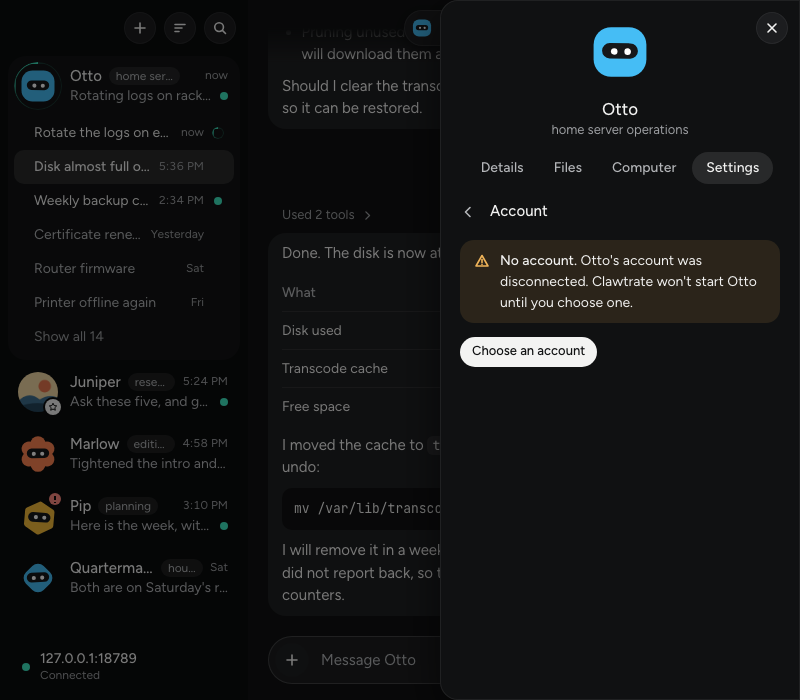 Otto home ser... now
Rotating logs on rack...
Rotate the logs on e... now
Disk almost full o... 5:36 PM
Weekly backup c... 2:34 PM
Certificate rene... Yesterday
Router firmware Sat
Printer offline again Fri
Show all 14
Juniper rese... 5:24 PM
Ask these five, and g...
Marlow editi... 4:58 PM
Tightened the intro and...
Pip planning 3:10 PM
Here is the week, wit...
Quarterma... hou... Sat
Both are on Saturday's r...
127.0.0.1:18789
Connected
Pruning unused
will download them a
Should I clear the transc
so it can be restored.
Used 2 tools
Done. The disk is now at
What
Disk used
Transcode cache
Free space
I moved the cache to t
undo:
mv /var/lib/transco
I will remove it in a week
did not report back, so t
counters.
Message Otto
Otto
home server operations
Details Files Computer Settings
Account
No account. Otto's account was
disconnected. Clawtrate won't start Otto
until you choose one.
Choose an account